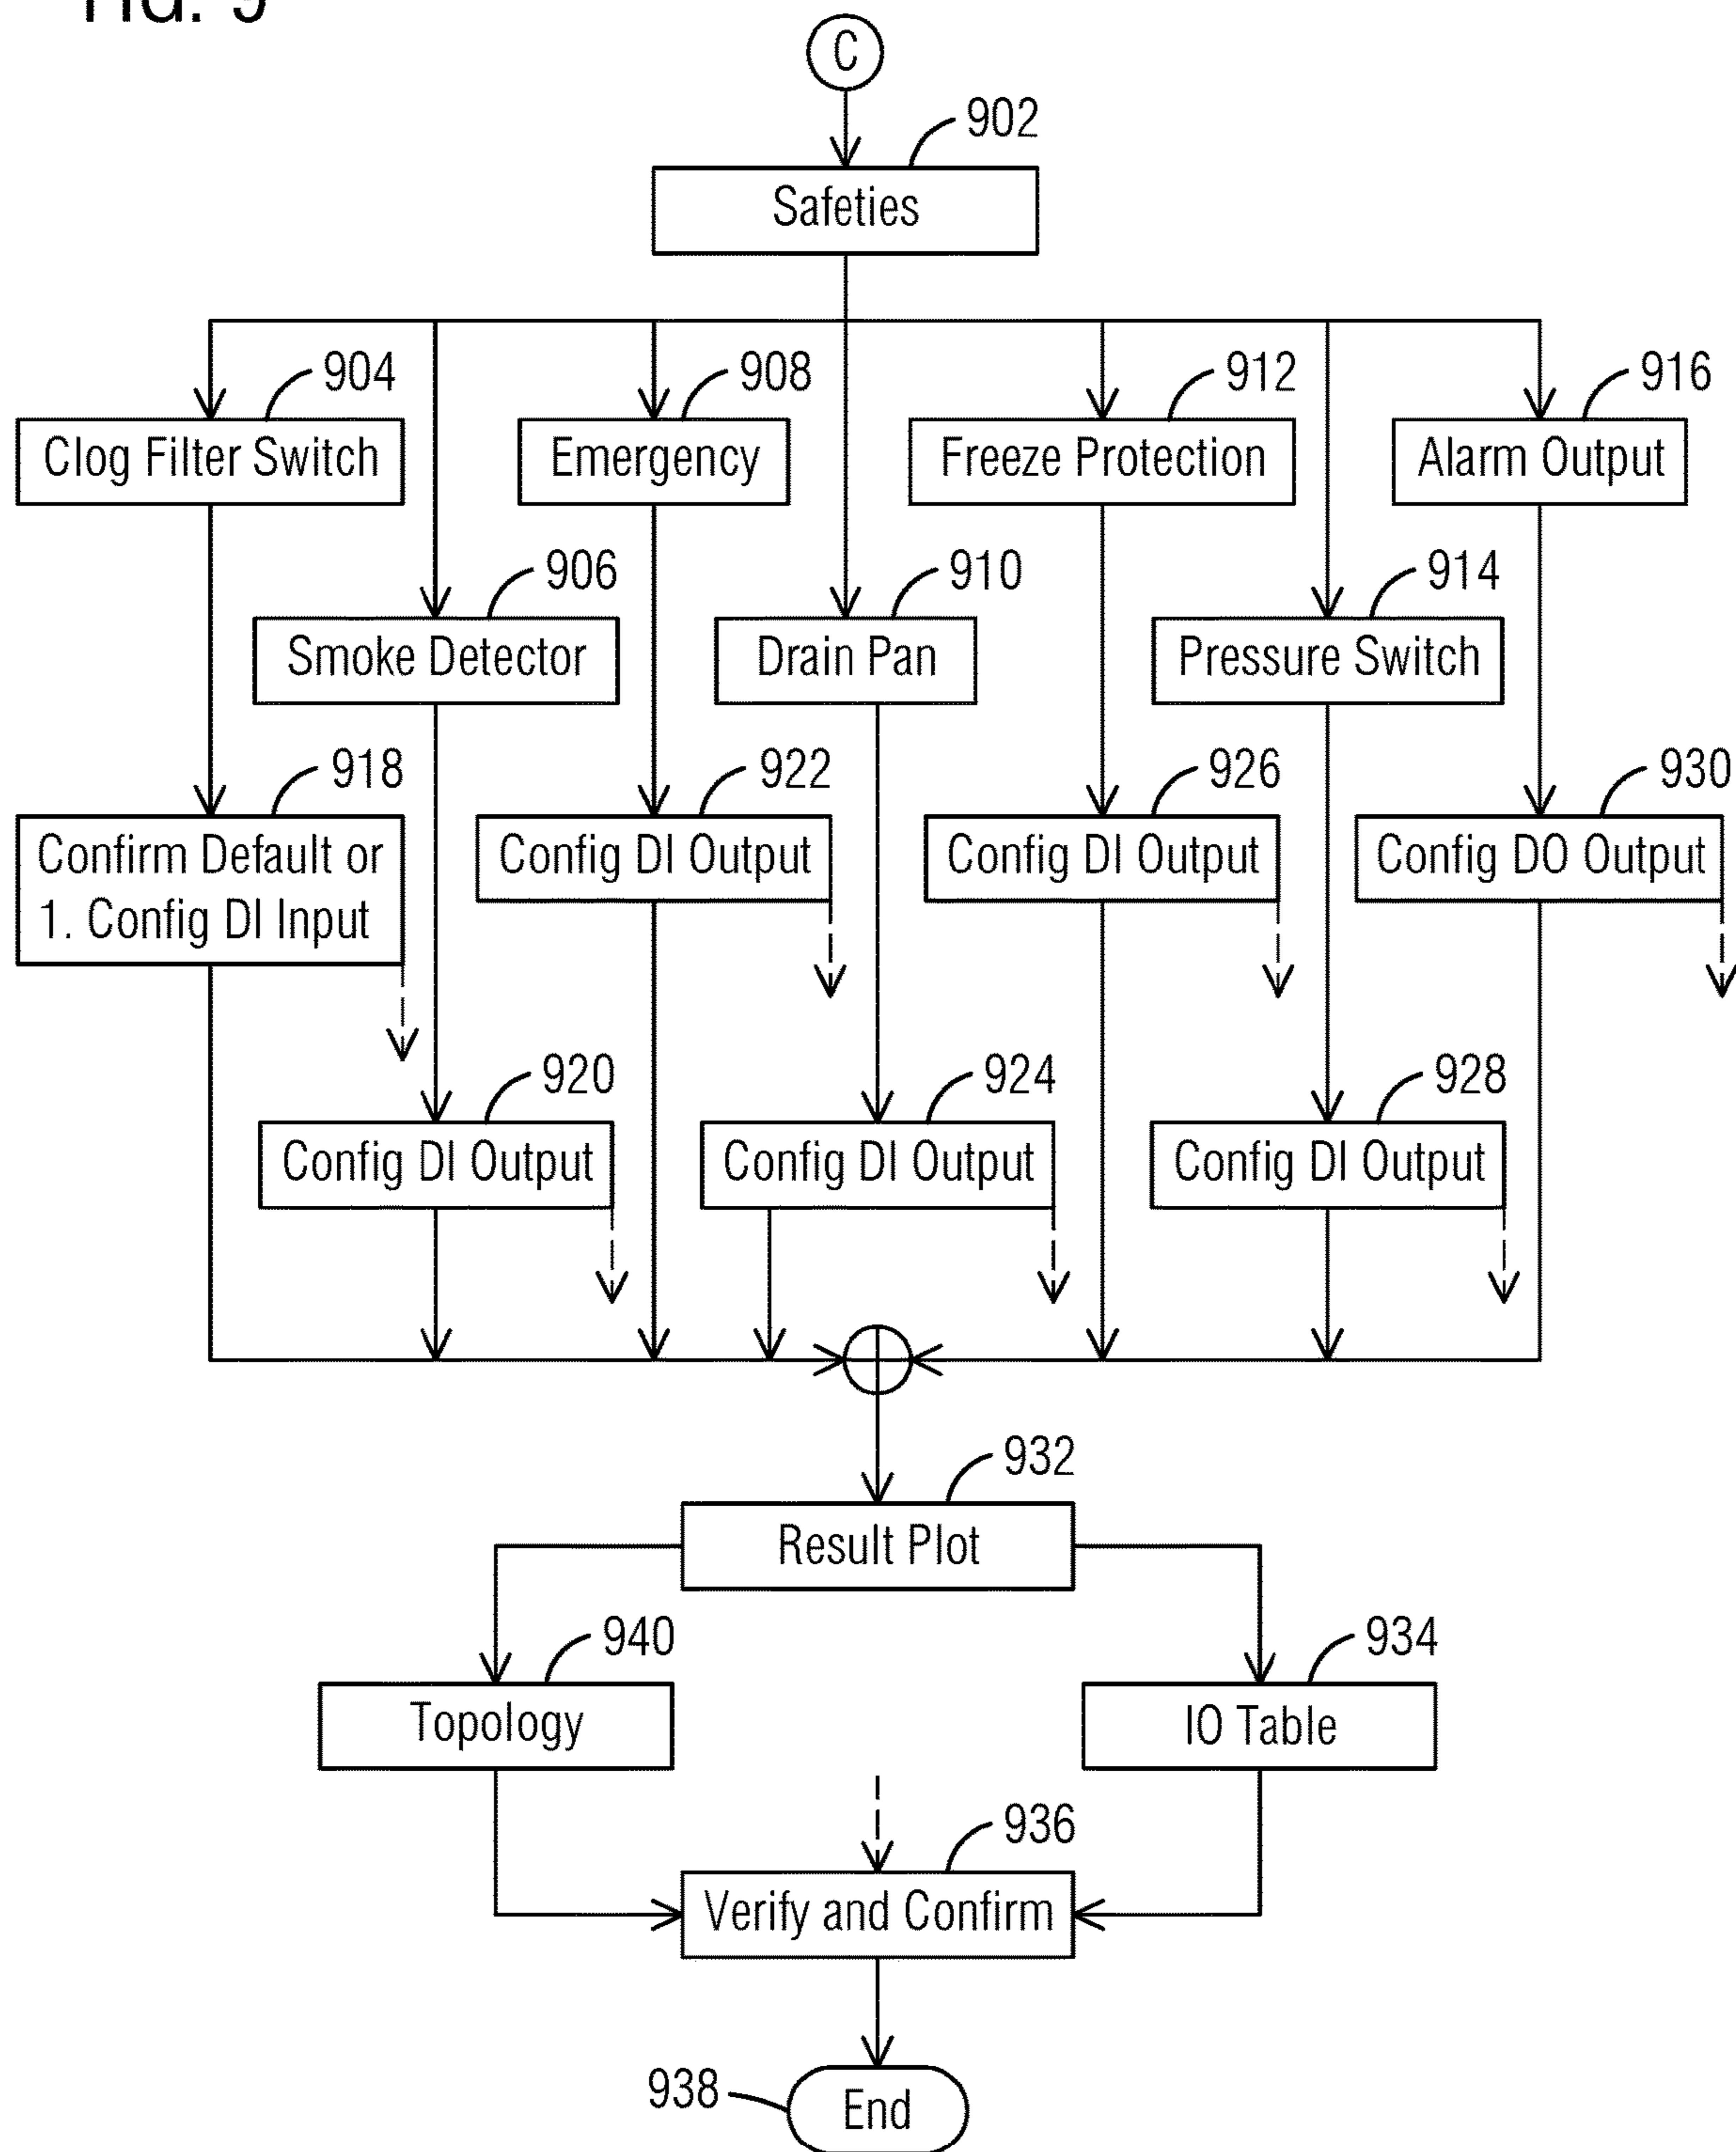 FIG. 9
C
902
Safeties
904
908
912
916
Clog Filter Switch
Emergency
Freeze Protection
Alarm Output
906
910
914
Smoke Detector
Drain Pan
Pressure Switch
918
922
926
930
Confirm Default or
1. Config DI Input
Config DI Output
Config DI Output
Config DO Output
920
924
928
Config DI Output
Config DI Output
Config DI Output
932
Result Plot
940
934
Topology
IO Table
936
Verify and Confirm
938
End